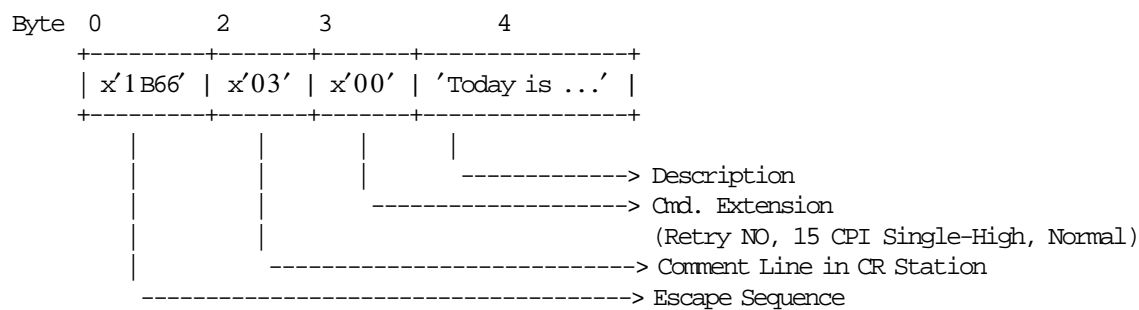 Byte 0 2 3 4
+---------+-------+-------+----------------+
| x'1B66' | x'03' | x'00' | 'Today is ...' |
+---------+-------+-------+----------------+
| | | |
| | | -------------> Description
| | --------------------> Cmd. Extension
| | (Retry NO, 15 CPI Single-High, Normal)
| ----------------------------> Comment Line in CR Station
--------------------------------------> Escape Sequence